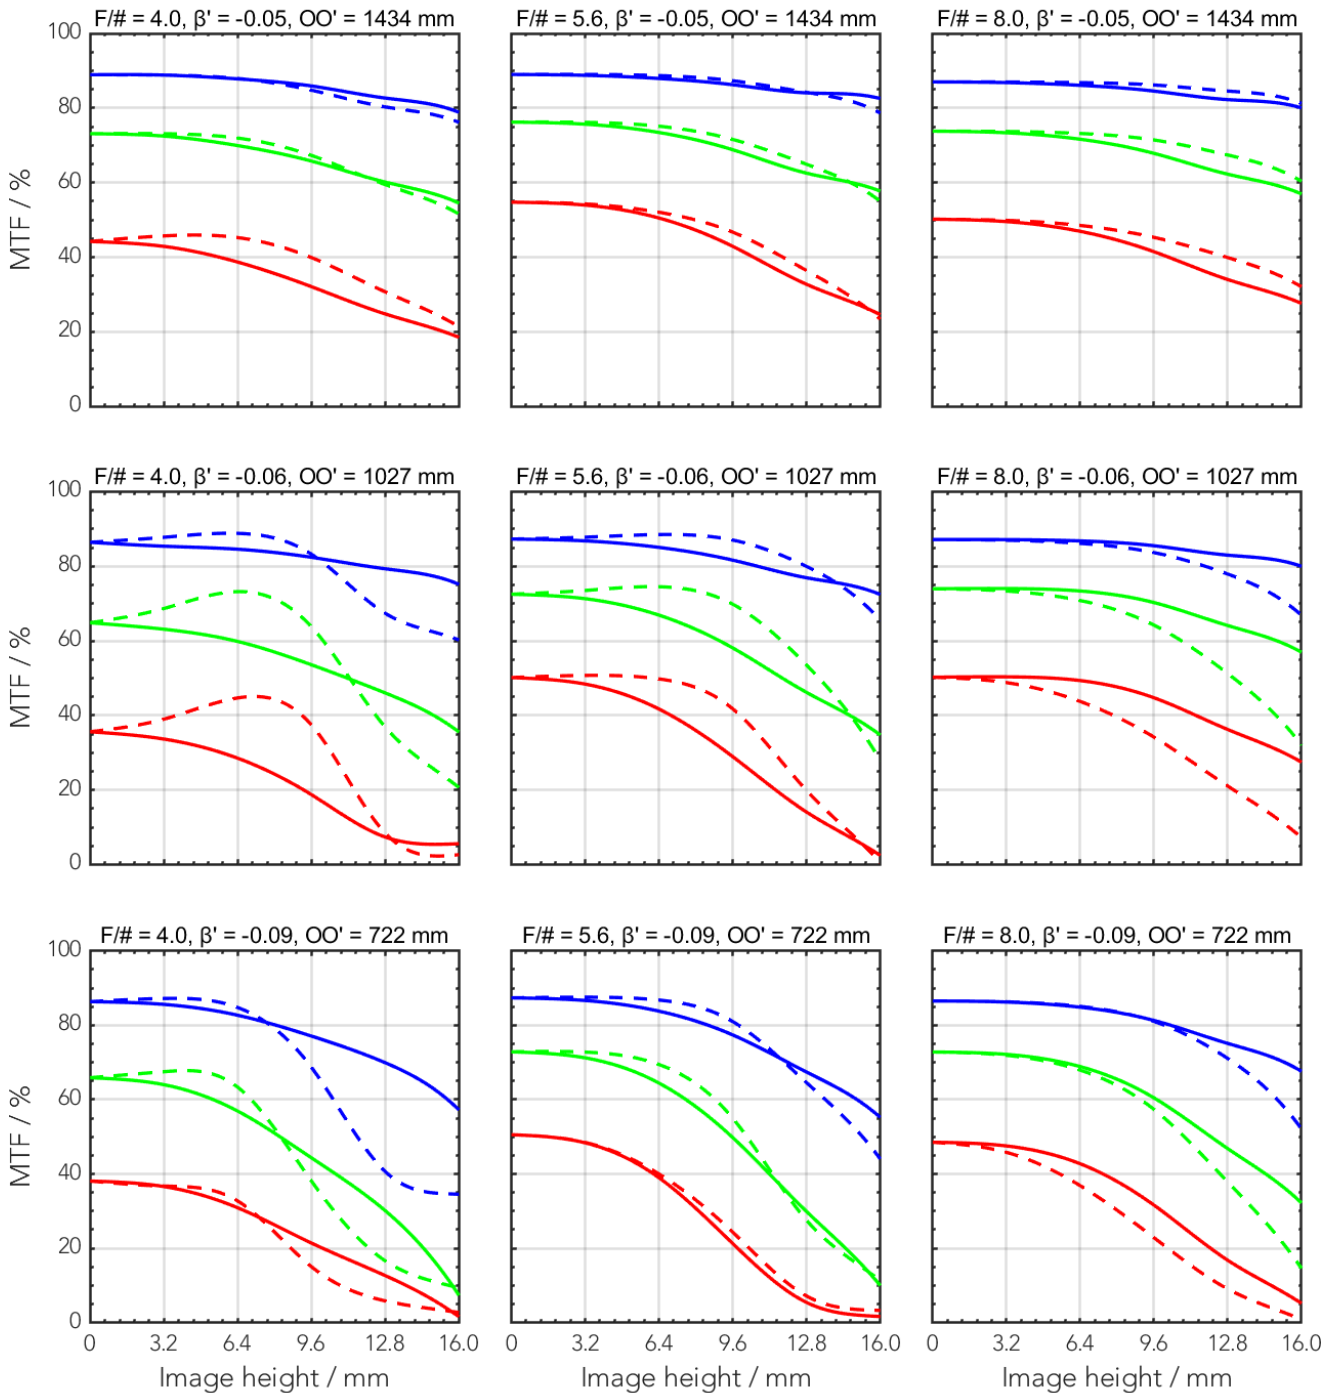 F/# = 4.0, β' = -0.05, OO' = 1434 mm
F/# = 5.6, β' = -0.05, OO' = 1434 mm
F/# = 8.0, β' = -0.05, OO' = 1434 mm
100
80
60
40
20
0
MTF / %
F/# = 4.0, β' = -0.06, OO' = 1027 mm
F/# = 5.6, β' = -0.06, OO' = 1027 mm
F/# = 8.0, β' = -0.06, OO' = 1027 mm
100
80
60
40
20
0
MTF / %
F/# = 4.0, β' = -0.09, OO' = 722 mm
F/# = 5.6, β' = -0.09, OO' = 722 mm
F/# = 8.0, β' = -0.09, OO' = 722 mm
100
80
60
40
20
0
MTF / %
0 3.2 6.4 9.6 12.8 16.0
0 3.2 6.4 9.6 12.8 16.0
0 3.2 6.4 9.6 12.8 16.0
Image height / mm
Image height / mm
Image height / mm